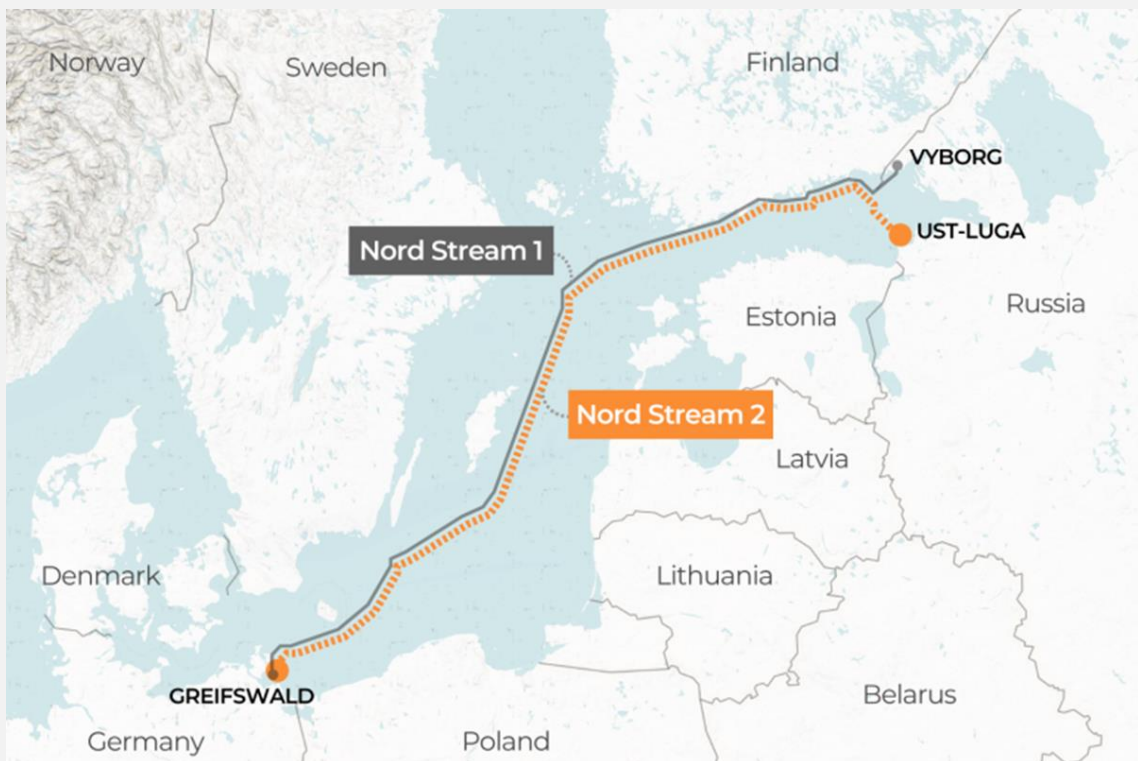 Norway
Sweden
Finland
VYBORG
UST-LUGA
Nord Stream 1
Russia
Estonia
Nord Stream 2
Latvia
Denmark
Lithuania
GREIFSWALD
Belarus
Germany
Poland